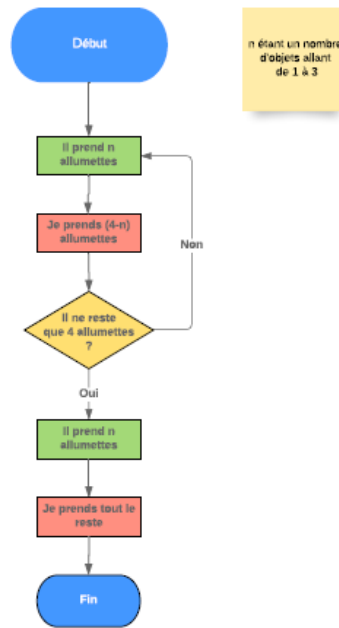 Début
n étant un nombre
d'objets allant
de 1 à 3
Il prend n
allumettes
Je prends (4-n)
allumettes
Non
Il ne reste
que 4 allumettes
?
Oui
Il prend n
allumettes
Je prends tout le
reste
Fin